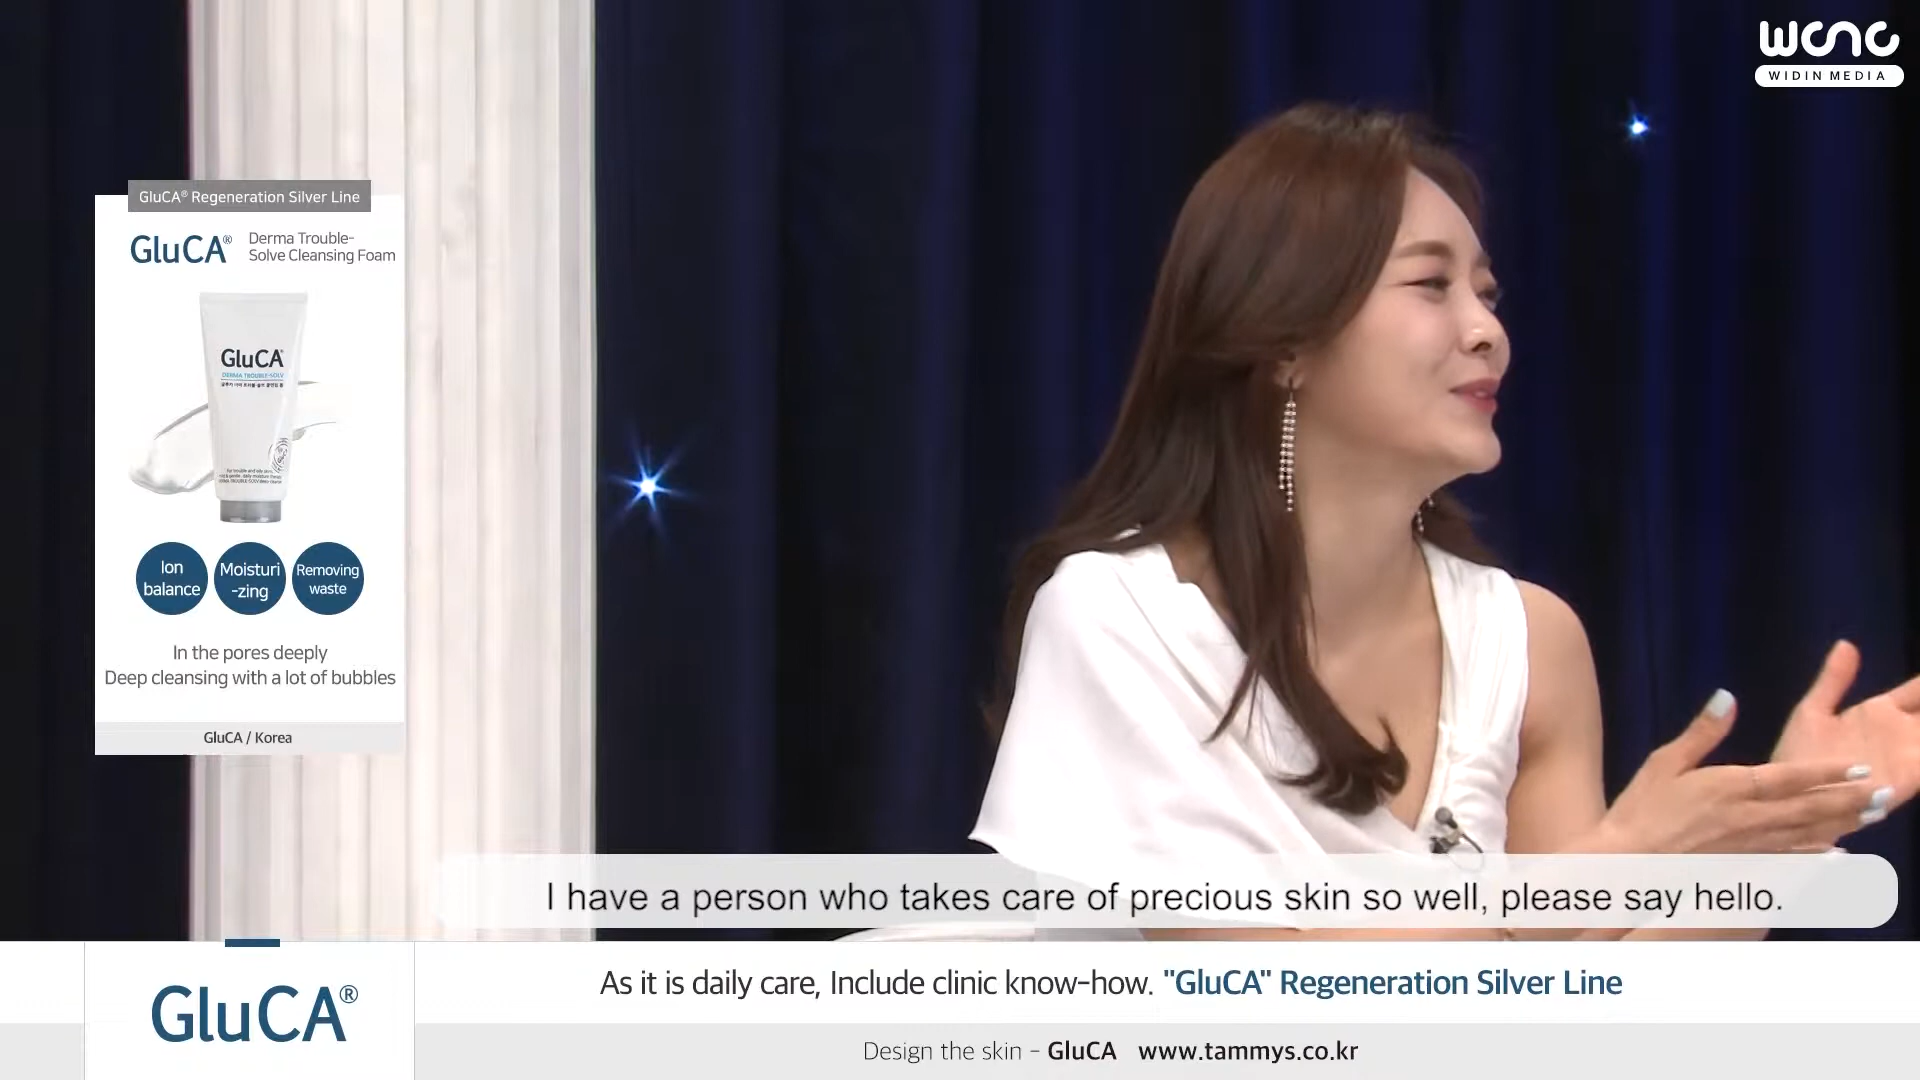 wcnc
WIDIN MEDIA
GluCA® Regeneration Silver Line
GluCA®
Derma Trouble-
Solve Cleansing Foam
GluCA
DERMA TROUBLE-SOLV
Ion
balance
Moisturi
-zing
Removing
waste
In the pores deeply
Deep cleansing with a lot of bubbles
GluCA / Korea
I have a person who takes care of precious skin so well, please say hello.
GluCA®
As it is daily care, Include clinic know-how. "GluCA" Regeneration Silver Line
Design the skin - GluCA www.tammys.co.kr